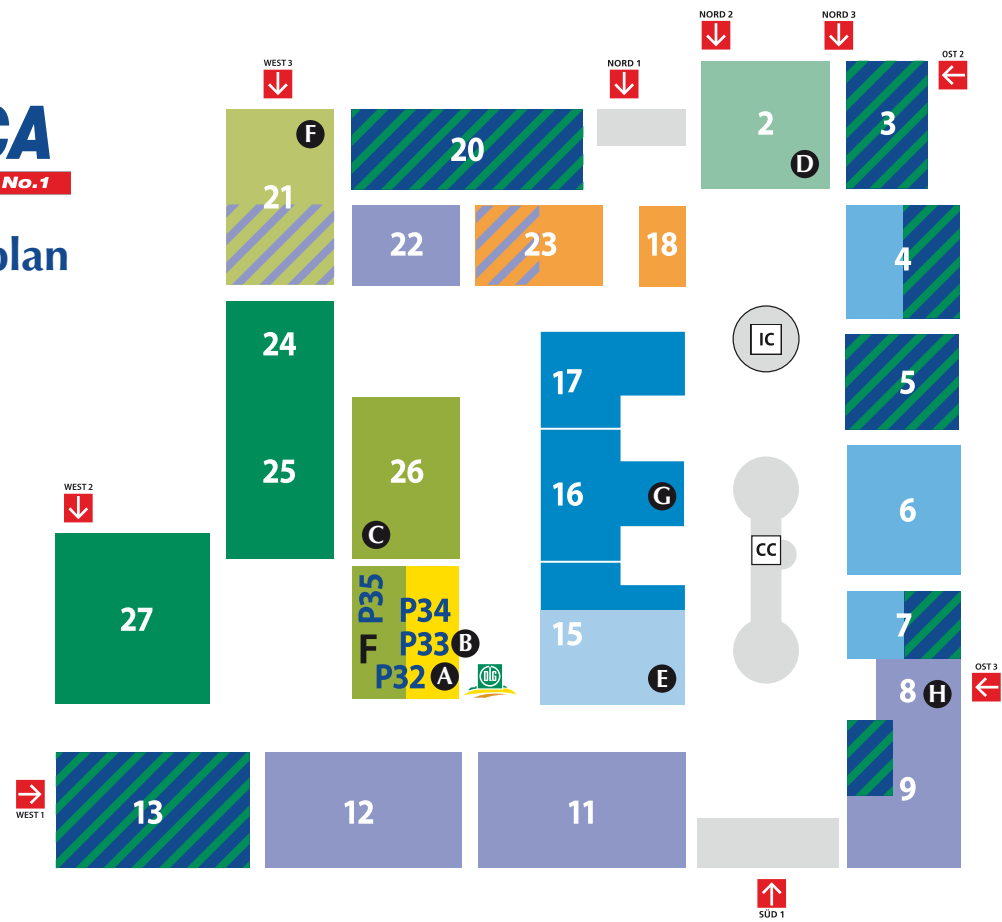 NORD 2
NORD 3
OST 2
WEST 3
NORD 1
CA
No.1
plan
F
20
2
D
3
21
22
23
18
4
24
IC
17
5
25
26
16
G
6
C
CC
WEST 2
27
P35
P34
F
P33 B
P32 A
DLG
15
E
7
8 H
OST 3
9
WEST 1
13
12
11
SÜD 1